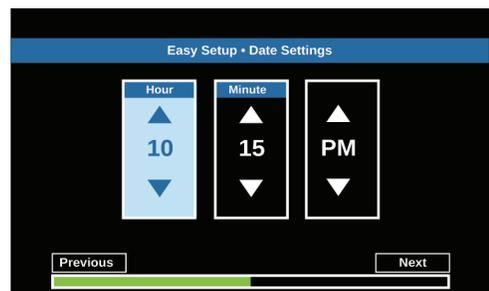 Easy Setup • Date Settings
Hour Minute
10 15 PM
Previous Next